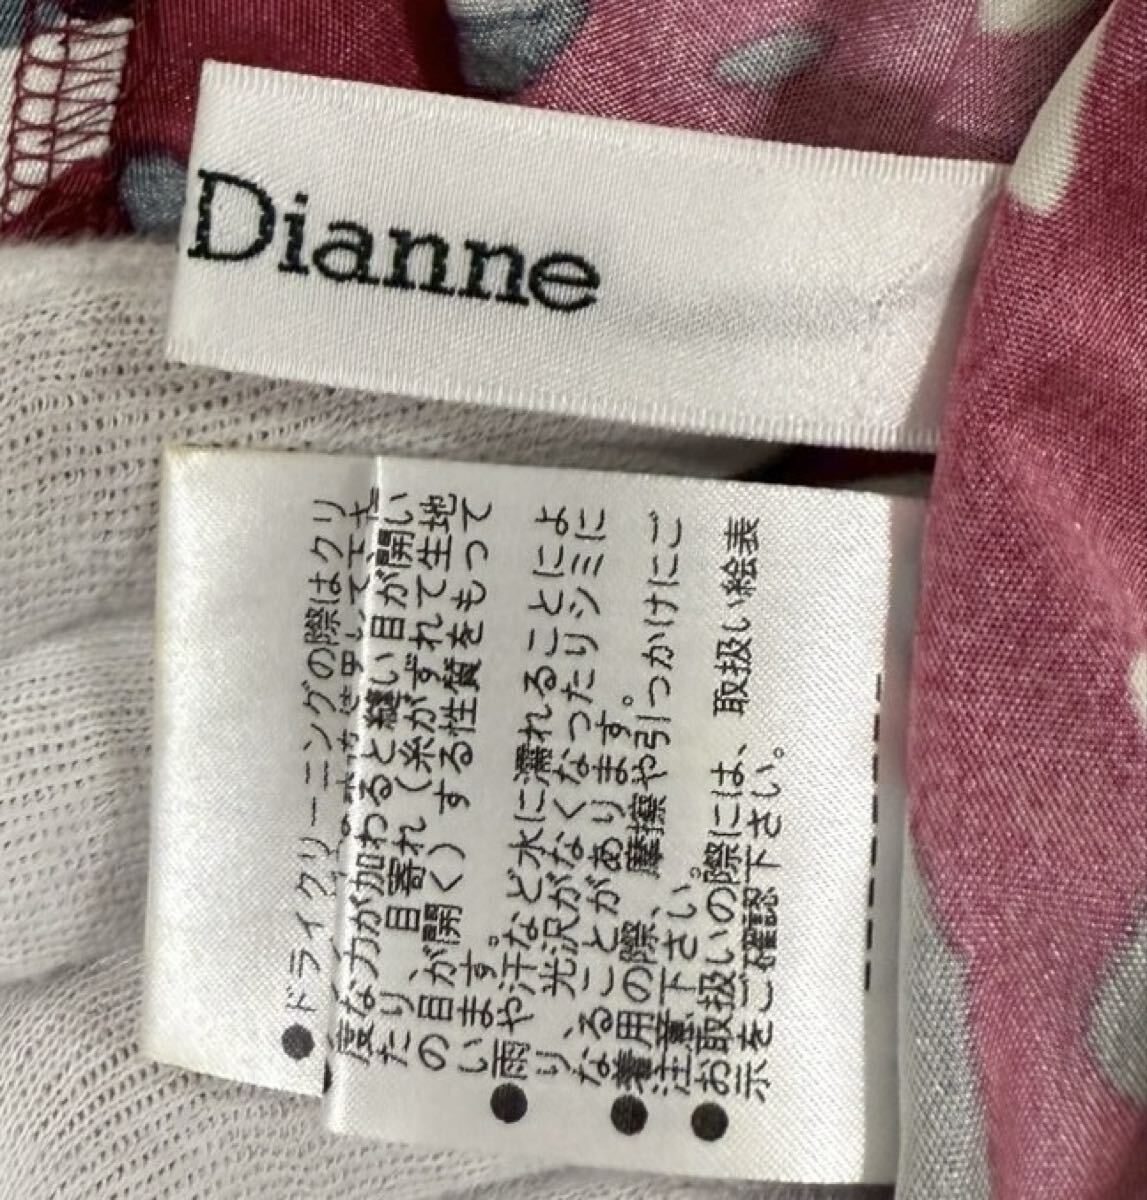 Dianne
●ドライクリーニングの際はクリ
度な力が加わると縫い目が開い
たり、目寄れ(糸がずれて生地
の目が開く)する性質をもって
います。
●雨や汗など水に濡れることによ
り、光沢がなくなったりシミに
なることがあります。
●着用の際、摩擦や引っかけにご
注意下さい。
●お取扱いの際には、取扱い絵表
示をご確認下さい。